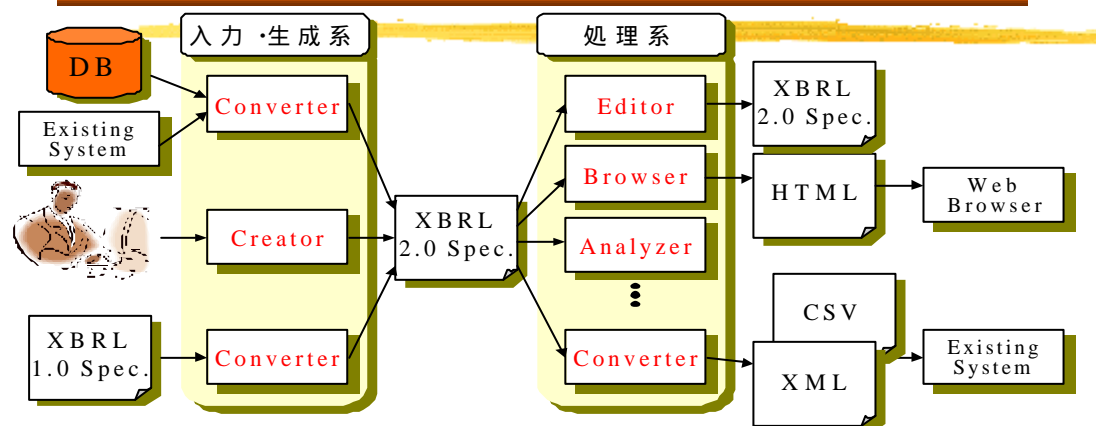 入力・生成系
処理系
DB
Existing
System
Converter
Creator
XBRL
1.0 Spec.
Converter
XBRL
2.0 Spec.
Editor
Browser
Analyzer
Converter
XBRL
2.0 Spec.
HTML
Web
Browser
CSV
XML
Existing
System